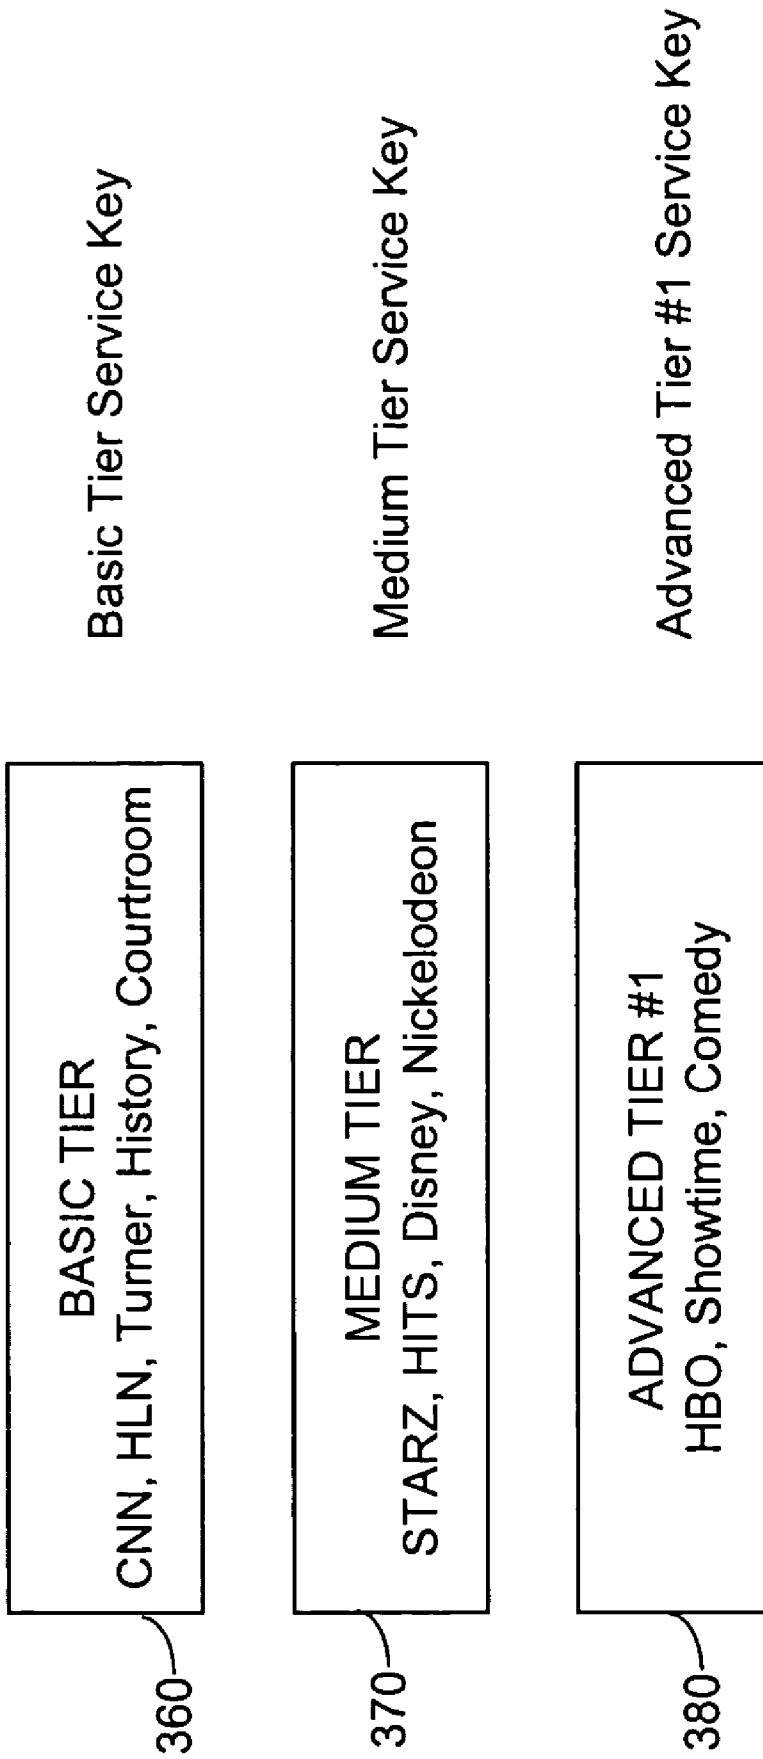 360
BASIC TIER
CNN, HLN, Turner, History, Courtroom
Basic Tier Service Key
370
MEDIUM TIER
STARZ, HITS, Disney, Nickelodeon
Medium Tier Service Key
380
ADVANCED TIER #1
HBO, Showtime, Comedy
Advanced Tier #1 Service Key